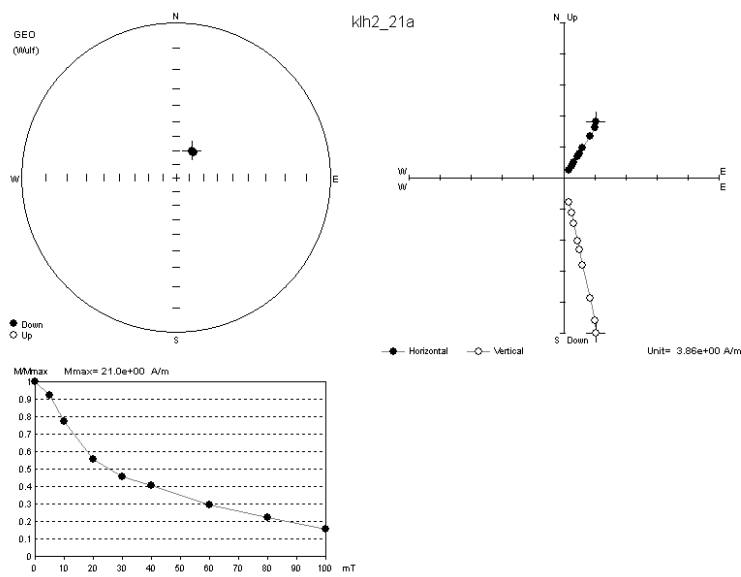 klh2_21a
GEO
(Wulf)
N
W
E
S
Down
Up
N Up
W E
W E
S Down
Horizontal Vertical Unit= 3.86e+00 A/m
M/Mmax Mmax= 21.0e+00 A/m
1
0.9
0.8
0.7
0.6
0.5
0.4
0.3
0.2
0.1
0
0 10 20 30 40 50 60 70 80 90 100 mT